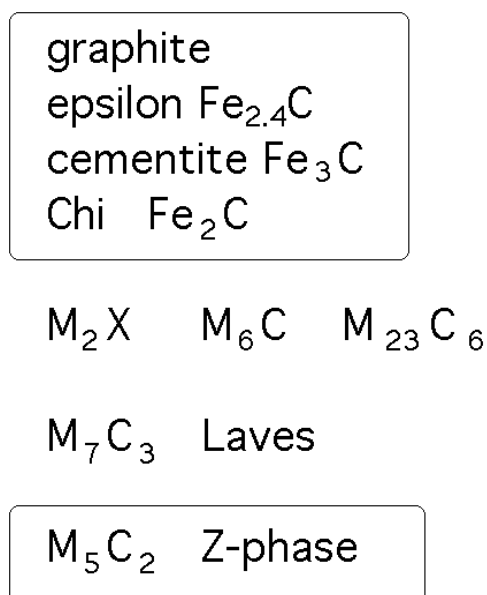 graphite
epsilon Fe₂.₄C
cementite Fe₃C
Chi Fe₂C
M₂X M₆C M₂₃C₆
M₇C₃ Laves
M₅C₂ Z-phase